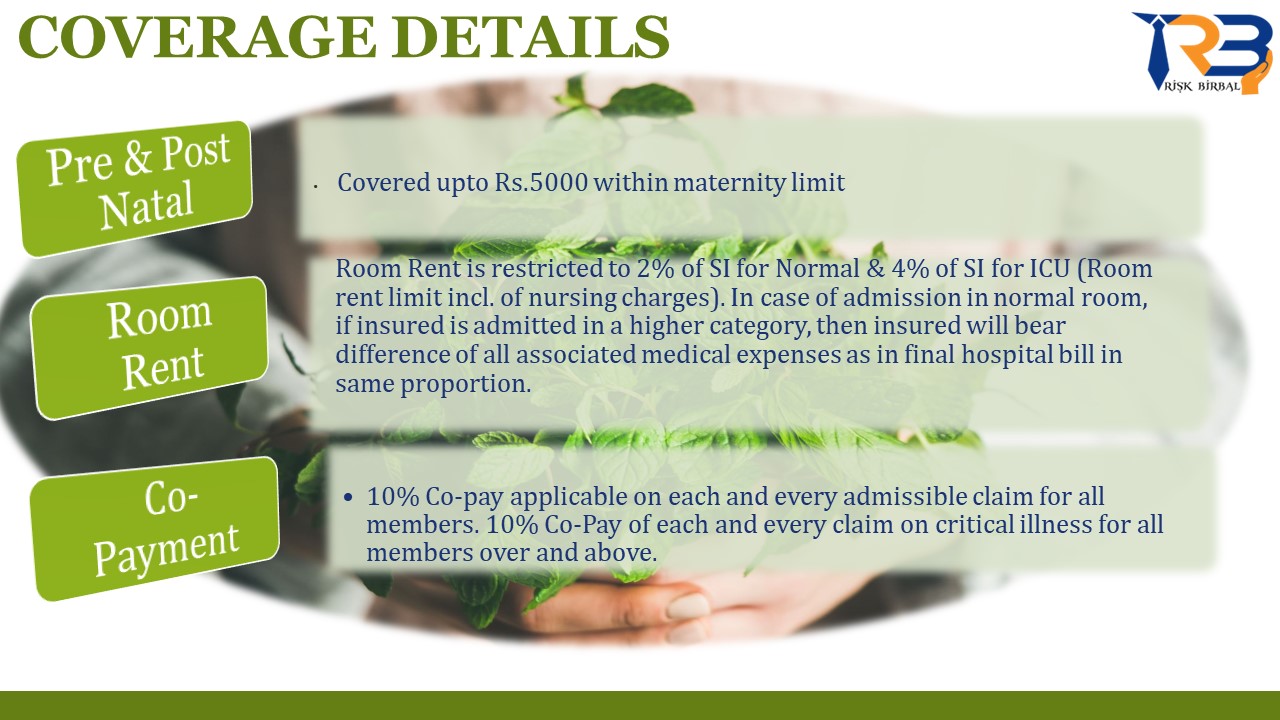 COVERAGE DETAILS
RB
RİŞK BİRBAL
Pre & Post
Natal
· Covered upto Rs.5000 within maternity limit
Room
Rent
Room Rent is restricted to 2% of SI for Normal & 4% of SI for ICU (Room
rent limit incl. of nursing charges). In case of admission in normal room,
if insured is admitted in a higher category, then insured will bear
difference of all associated medical expenses as in final hospital bill in
same proportion.
Co-
Payment
• 10% Co-pay applicable on each and every admissible claim for all
members. 10% Co-Pay of each and every claim on critical illness for all
members over and above.